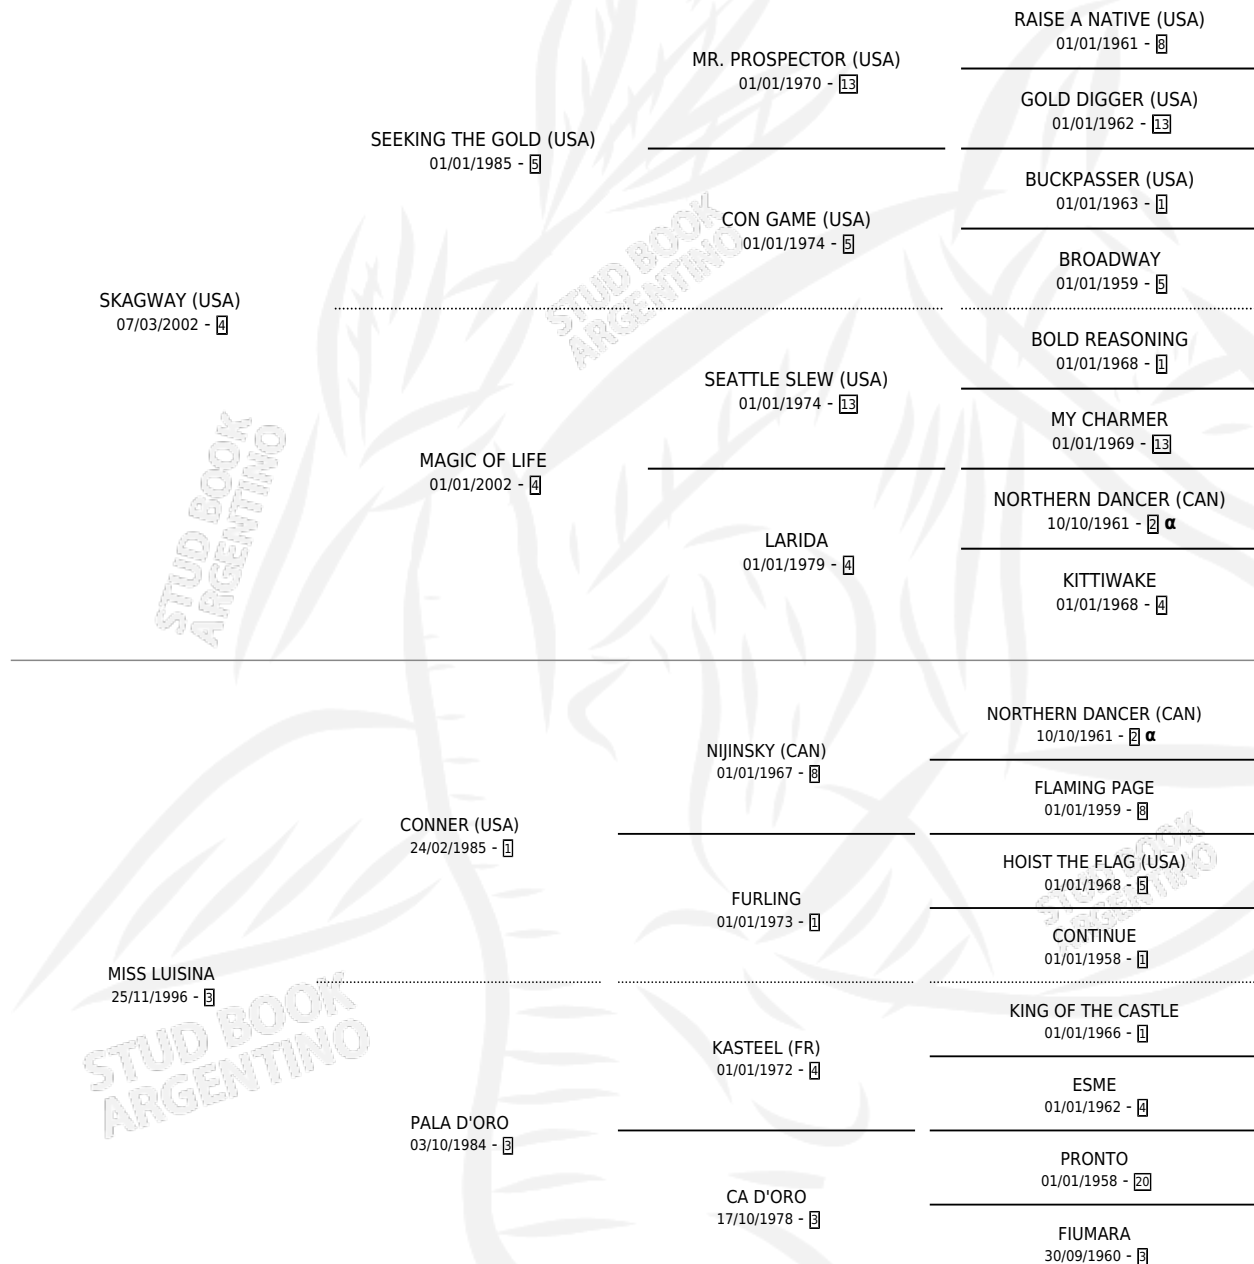 RAISE A NATIVE (USA)
01/01/1961 - 8
MR. PROSPECTOR (USA)
01/01/1970 - 13
GOLD DIGGER (USA)
01/01/1962 - 13
SEEKING THE GOLD (USA)
01/01/1985 - 5
BUCKPASSER (USA)
01/01/1963 - 1
CON GAME (USA)
01/01/1974 - 5
BROADWAY
01/01/1959 - 5
SKAGWAY (USA)
07/03/2002 - 4
STUD BOOK
ARGENTINO
BOLD REASONING
01/01/1968 - 1
SEATTLE SLEW (USA)
01/01/1974 - 13
MY CHARMER
01/01/1969 - 13
MAGIC OF LIFE
01/01/2002 - 4
NORTHERN DANCER (CAN)
10/10/1961 - 2 α
LARIDA
01/01/1979 - 4
KITTIWAKE
01/01/1968 - 4
STUD BOOK
ARGENTINO
NORTHERN DANCER (CAN)
10/10/1961 - 2 α
NIJINSKY (CAN)
01/01/1967 - 8
FLAMING PAGE
01/01/1959 - 8
CONNER (USA)
24/02/1985 - 1
HOIST THE FLAG (USA)
01/01/1968 - 5
STUD BOOK
ARGENTINO
FURLING
01/01/1973 - 1
CONTINUE
01/01/1958 - 1
MISS LUISINA
25/11/1996 - 3
STUD BOOK
ARGENTINO
KING OF THE CASTLE
01/01/1966 - 1
KASTEEL (FR)
01/01/1972 - 4
ESME
01/01/1962 - 4
PALA D'ORO
03/10/1984 - 3
PRONTO
01/01/1958 - 20
CA D'ORO
17/10/1978 - 3
FIUMARA
30/09/1960 - 3